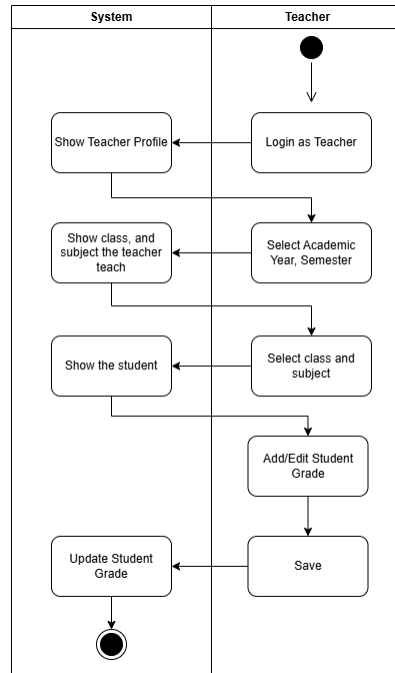 System
Teacher
Show Teacher Profile
Login as Teacher
Show class, and
subject the teacher
teach
Select Academic
Year, Semester
Show the student
Select class and
subject
Add/Edit Student
Grade
Update Student
Grade
Save